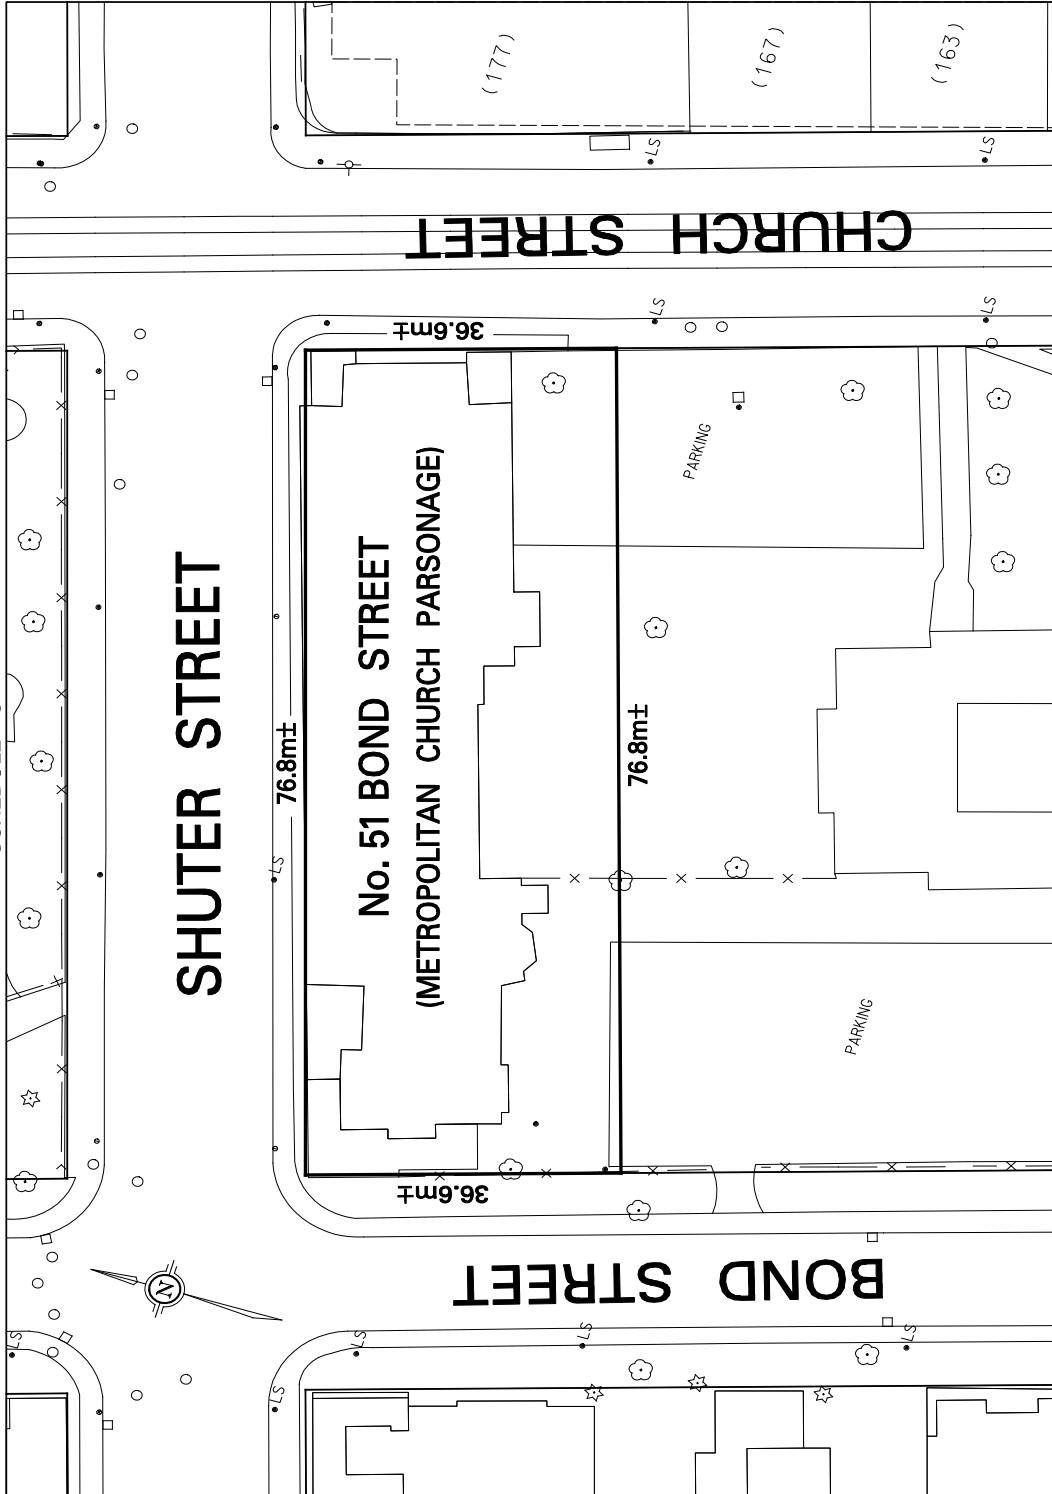 (177)
(167)
(163)
LS
LS
CHURCH STREET
LS
LS
36.6m±
PARKING
SHUTER STREET
76.8m±
No. 51 BOND STREET
(METROPOLITAN CHURCH PARSONAGE)
76.8m±
LS
PARKING
36.6m±
N
BOND STREET
LS
LS
LS
LS
LS